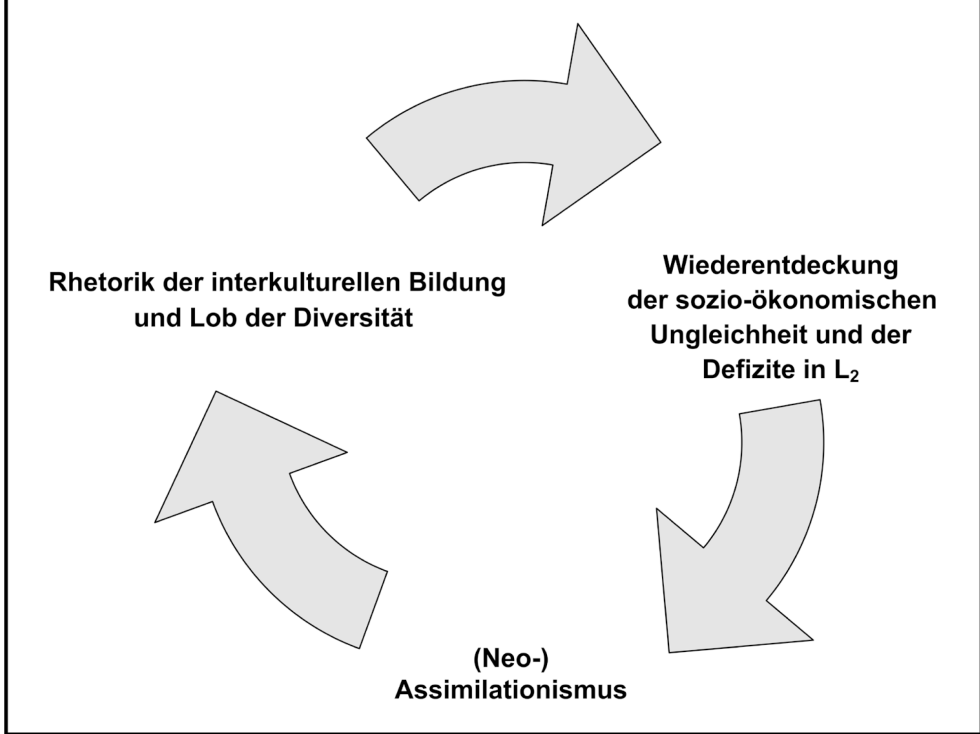 Rhetorik der interkulturellen Bildung
und Lob der Diversität
Wiederentdeckung
der sozio-ökonomischen
Ungleichheit und der
Defizite in L₂
(Neo-)
Assimilationismus